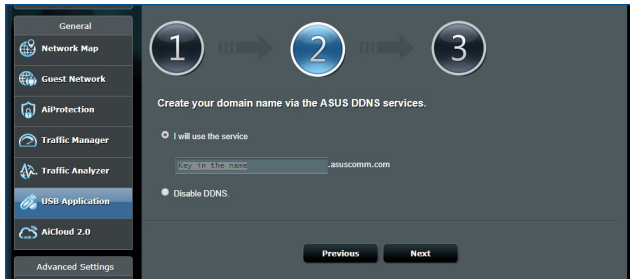 General
Network Map
Guest Network
AiProtection
Traffic Manager
Traffic Analyzer
USB Application
AiCloud 2.0
Advanced Settings
1
2
3
Create your domain name via the ASUS DDNS services.
I will use the service
Key in the name .asuscomm.com
Disable DDNS.
Previous Next